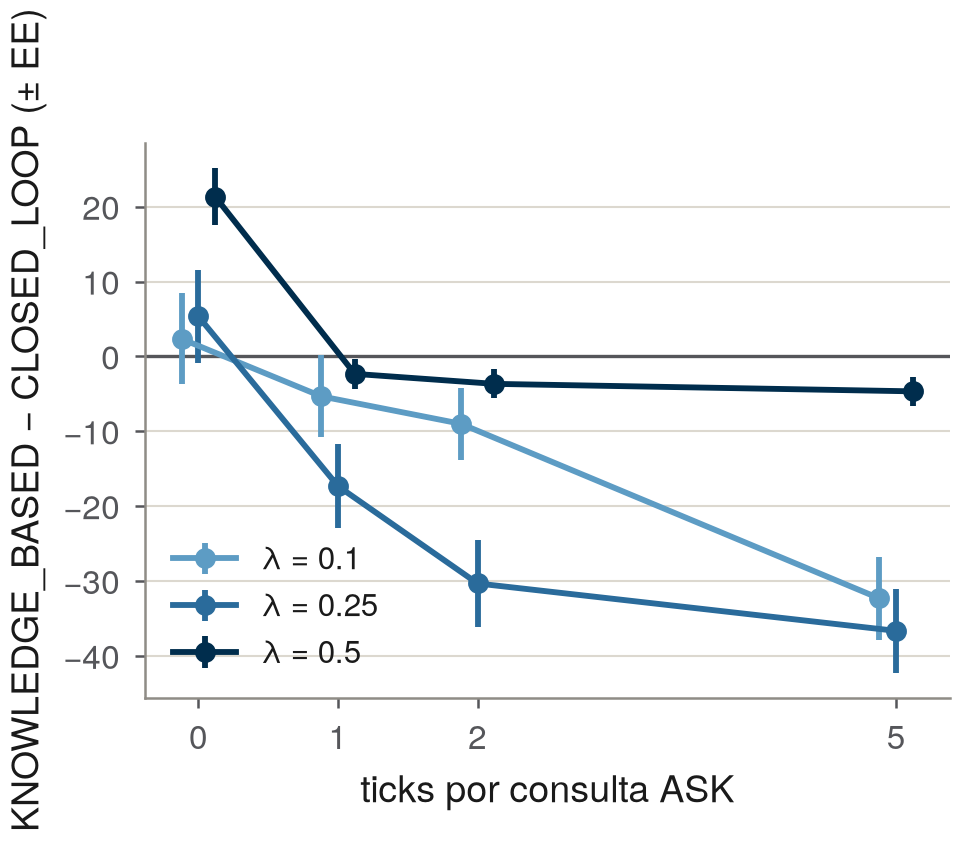 KNOWLEDGE_BASED − CLOSED_LOOP (± EE)
20
10
0
−10
−20
−30
−40
λ = 0.1
λ = 0.25
λ = 0.5
0 1 2 5
ticks por consulta ASK